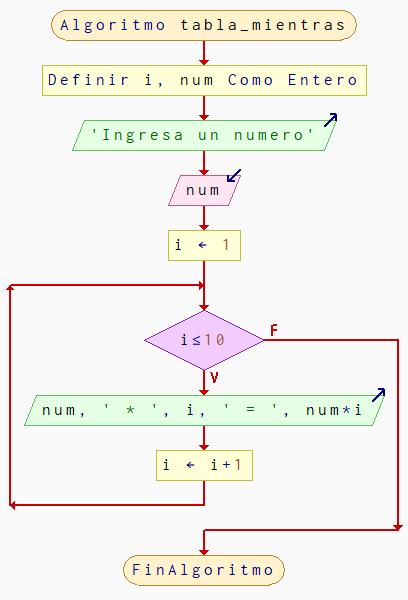 Algoritmo tabla_mientras
Definir i, num Como Entero
'Ingresa un numero'
num
i ← 1
i≤10
F
V
num, ' * ', i, ' = ', num*i
i ← i+1
FinAlgoritmo